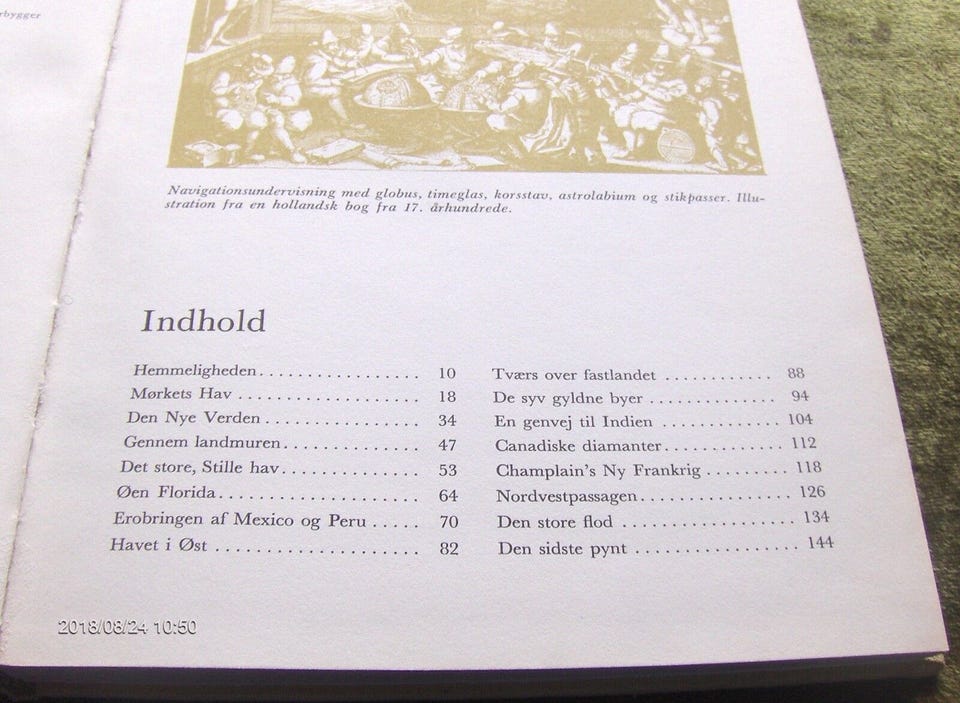 rbygger
Navigationsundervisning med globus, timeglas, korsstav, astrolabium og stikpasser. Illu-
stration fra en hollandsk bog fra 17. århundrede.
Indhold
Hemmeligheden................. 10
Mørkets Hav ................... 18
Den Nye Verden ................ 34
Gennem landmuren.............. 47
Det store, Stille hav.............. 53
Øen Florida..................... 64
Erobringen af Mexico og Peru ..... 70
Havet i Øst ..................... 82
Tværs over fastlandet ............ 88
De syv gyldne byer .............. 94
En genvej til Indien ............ 104
Canadiske diamanter............. 112
Champlain's Ny Frankrig ......... 118
Nordvestpassagen................ 126
Den store flod .................. 134
Den sidste pynt ................. 144
2018/08/24 10:50